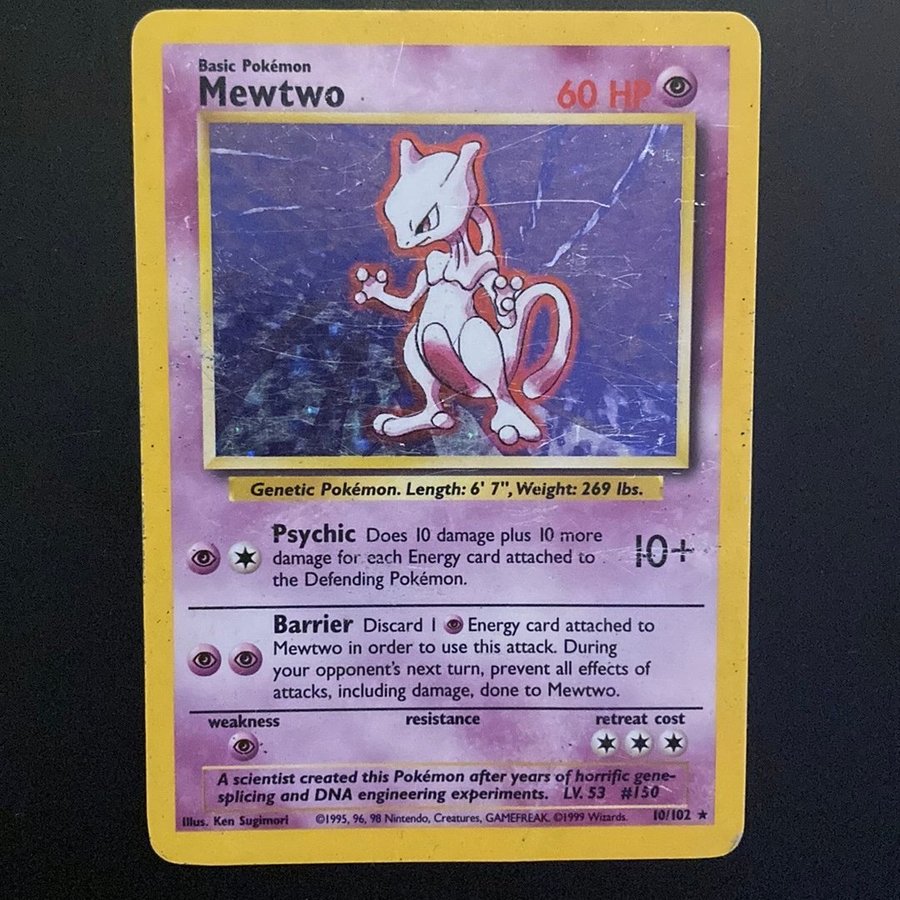 Basic Pokémon
Mewtwo 60 HP
Genetic Pokémon. Length: 6' 7", Weight: 269 lbs.
Psychic Does 10 damage plus 10 more
damage for each Energy card attached to
the Defending Pokémon.
10+
Barrier Discard 1 Energy card attached to
Mewtwo in order to use this attack. During
your opponent's next turn, prevent all effects of
attacks, including damage, done to Mewtwo.
weakness resistance retreat cost
A scientist created this Pokémon after years of horrific gene-
splicing and DNA engineering experiments. LV. 53 #150
Illus. Ken Sugimori ©1995, 96, 98 Nintendo, Creatures, GAMEFREAK. ©1999 Wizards. 10/102 ★